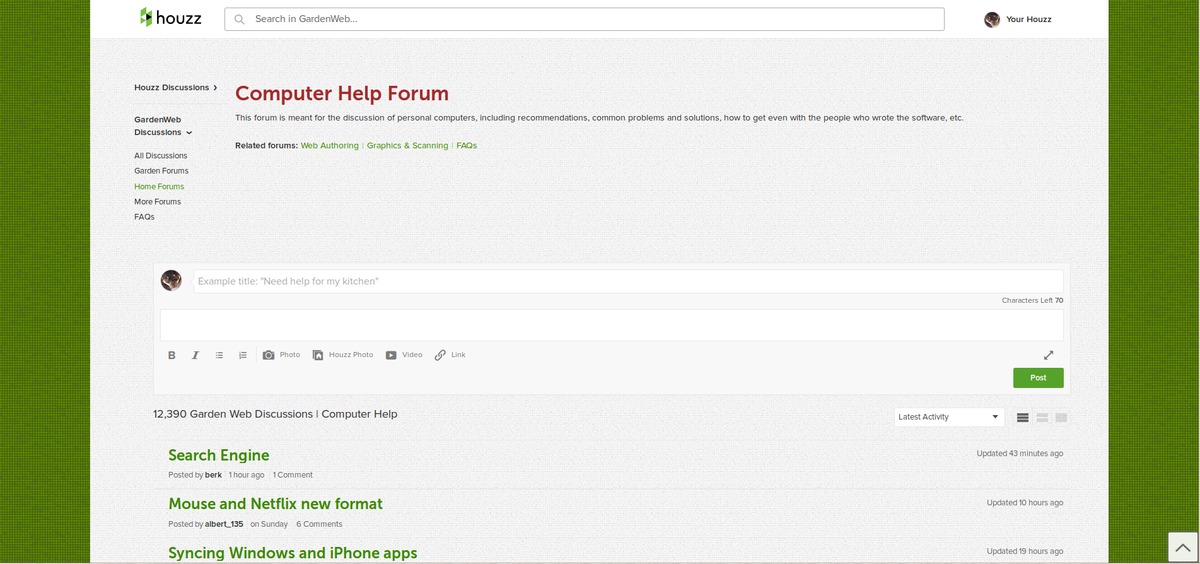 houzz
Search in GardenWeb...
Your Houzz
Houzz Discussions
GardenWeb
Discussions
All Discussions
Garden Forums
Home Forums
More Forums
FAQs
Computer Help Forum
This forum is meant for the discussion of personal computers, including recommendations, common problems and solutions, how to get even with the people who wrote the software, etc.
Related forums: Web Authoring | Graphics & Scanning | FAQs
Example title: "Need help for my kitchen"
Characters Left 70
B I Photo Houzz Photo Video Link
Post
12,390 Garden Web Discussions | Computer Help
Latest Activity
Search Engine
Updated 43 minutes ago
Posted by berk 1 hour ago 1 Comment
Mouse and Netflix new format
Updated 10 hours ago
Posted by albert_135 on Sunday 6 Comments
Syncing Windows and iPhone apps
Updated 19 hours ago